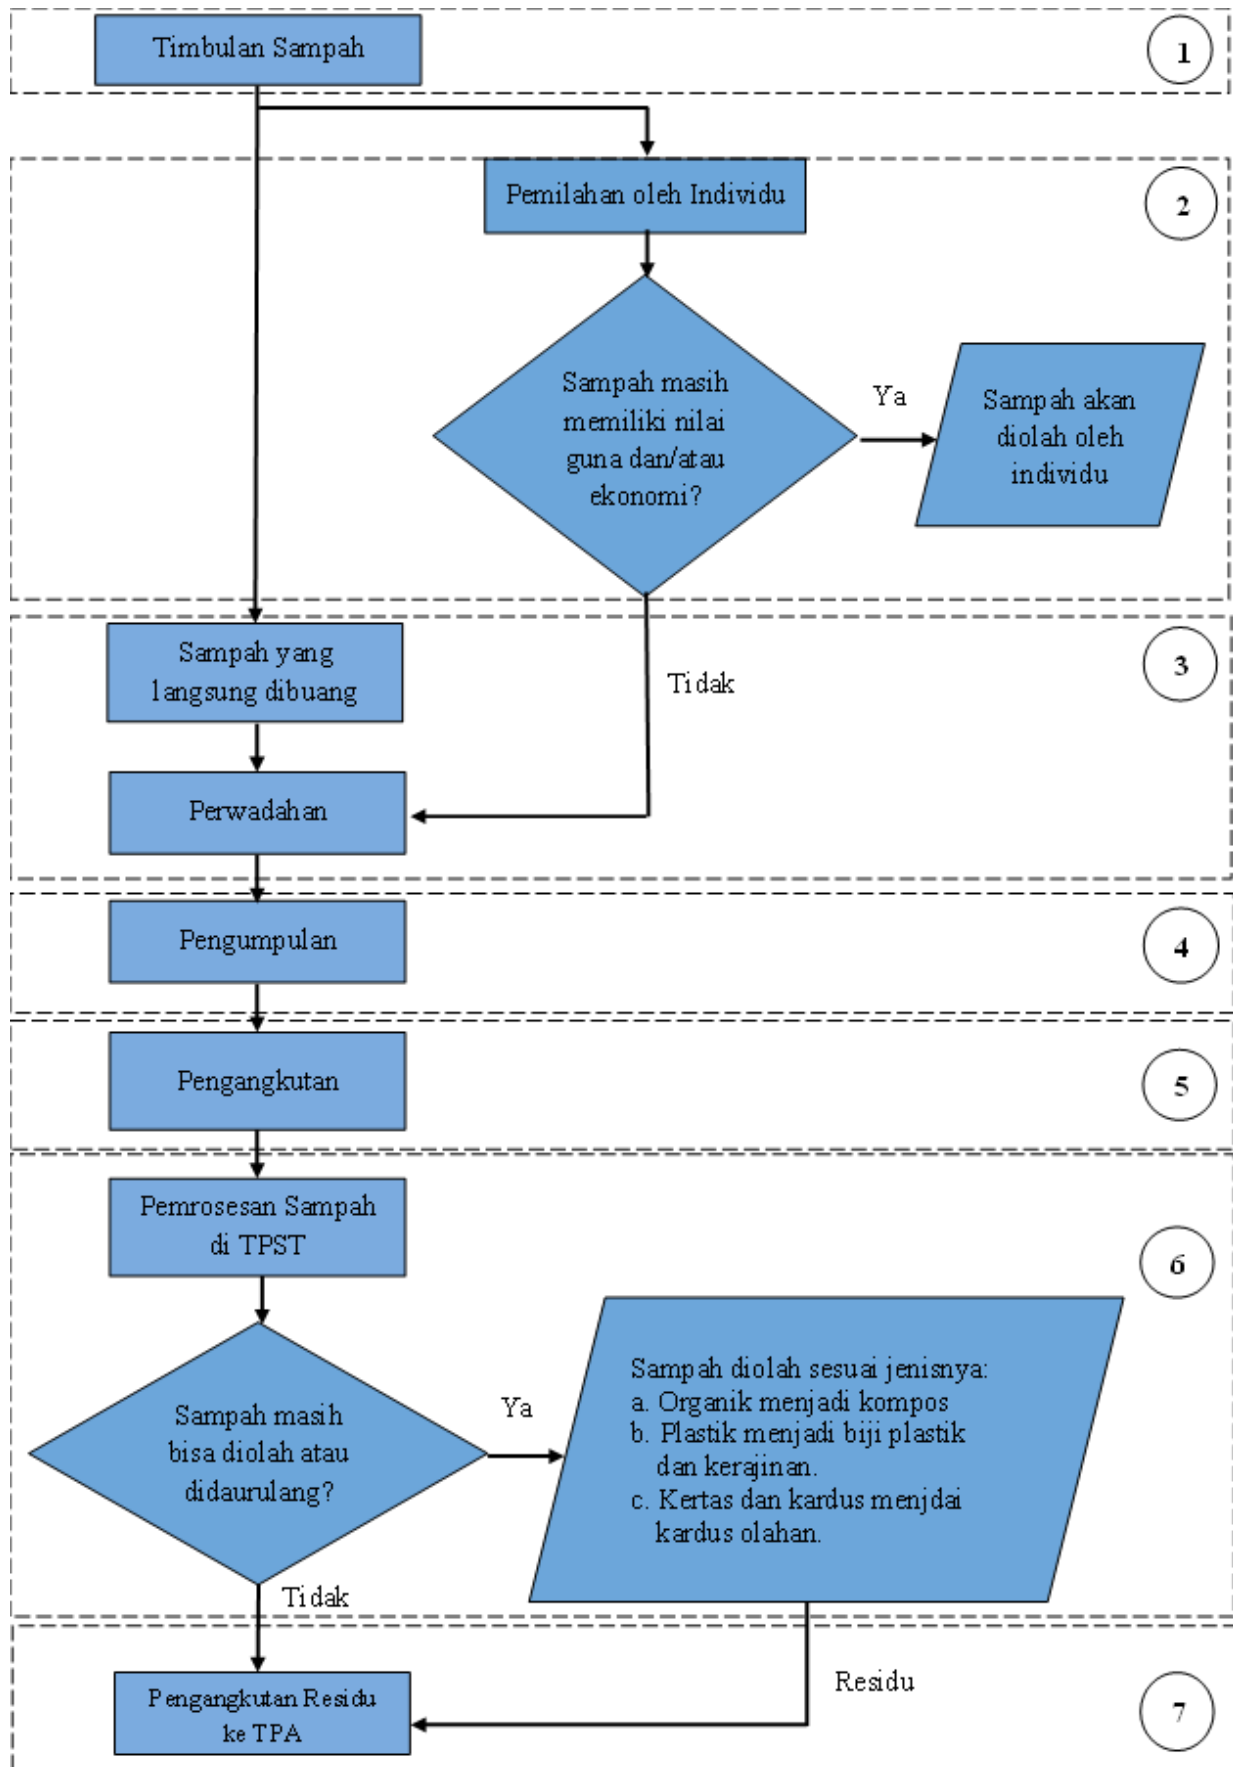 Timbulan Sampah
1
Pemilahan oleh Individu
2
Sampah masih
memiliki nilai
guna dan/atau
ekonomi?
Ya
Sampah akan
diolah oleh
individu
Sampah yang
langsung dibuang
Tidak
3
Perwadahan
Pengumpulan
4
Pengangkutan
5
Pemrosesan Sampah
di TPST
6
Sampah masih
bisa diolah atau
didaurulang?
Ya
Sampah diolah sesuai jenisnya:
a. Organik menjadi kompos
b. Plastik menjadi biji plastik
dan kerajinan.
c. Kertas dan kardus menjdai
kardus olahan.
Tidak
Residu
Pengangkutan Residu
ke TPA
7